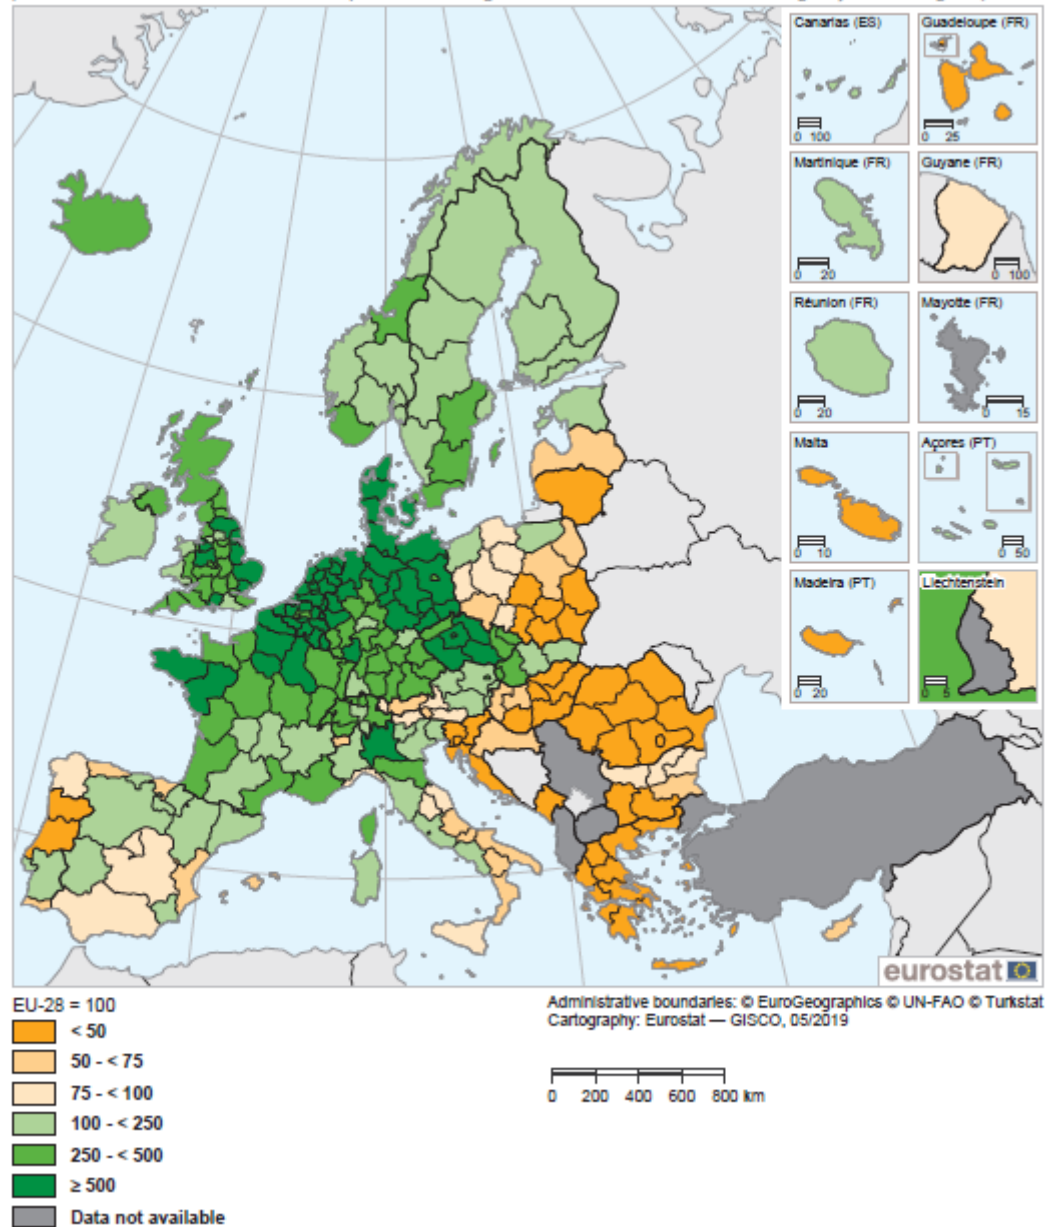 Canarias (ES)
0 100
Guadeloupe (FR)
0 25
Martinique (FR)
0 20
Guyane (FR)
0 100
Réunion (FR)
0 20
Mayotte (FR)
0 15
Malta
0 10
Açores (PT)
0 50
Madeira (PT)
0 20
Liechtenstein
0 5
eurostat
EU-28 = 100
< 50
50 - < 75
75 - < 100
100 - < 250
250 - < 500
≥ 500
Data not available
Administrative boundaries: © EuroGeographics © UN-FAO © Turkstat
Cartography: Eurostat — GISCO, 05/2019
0 200 400 600 800 km